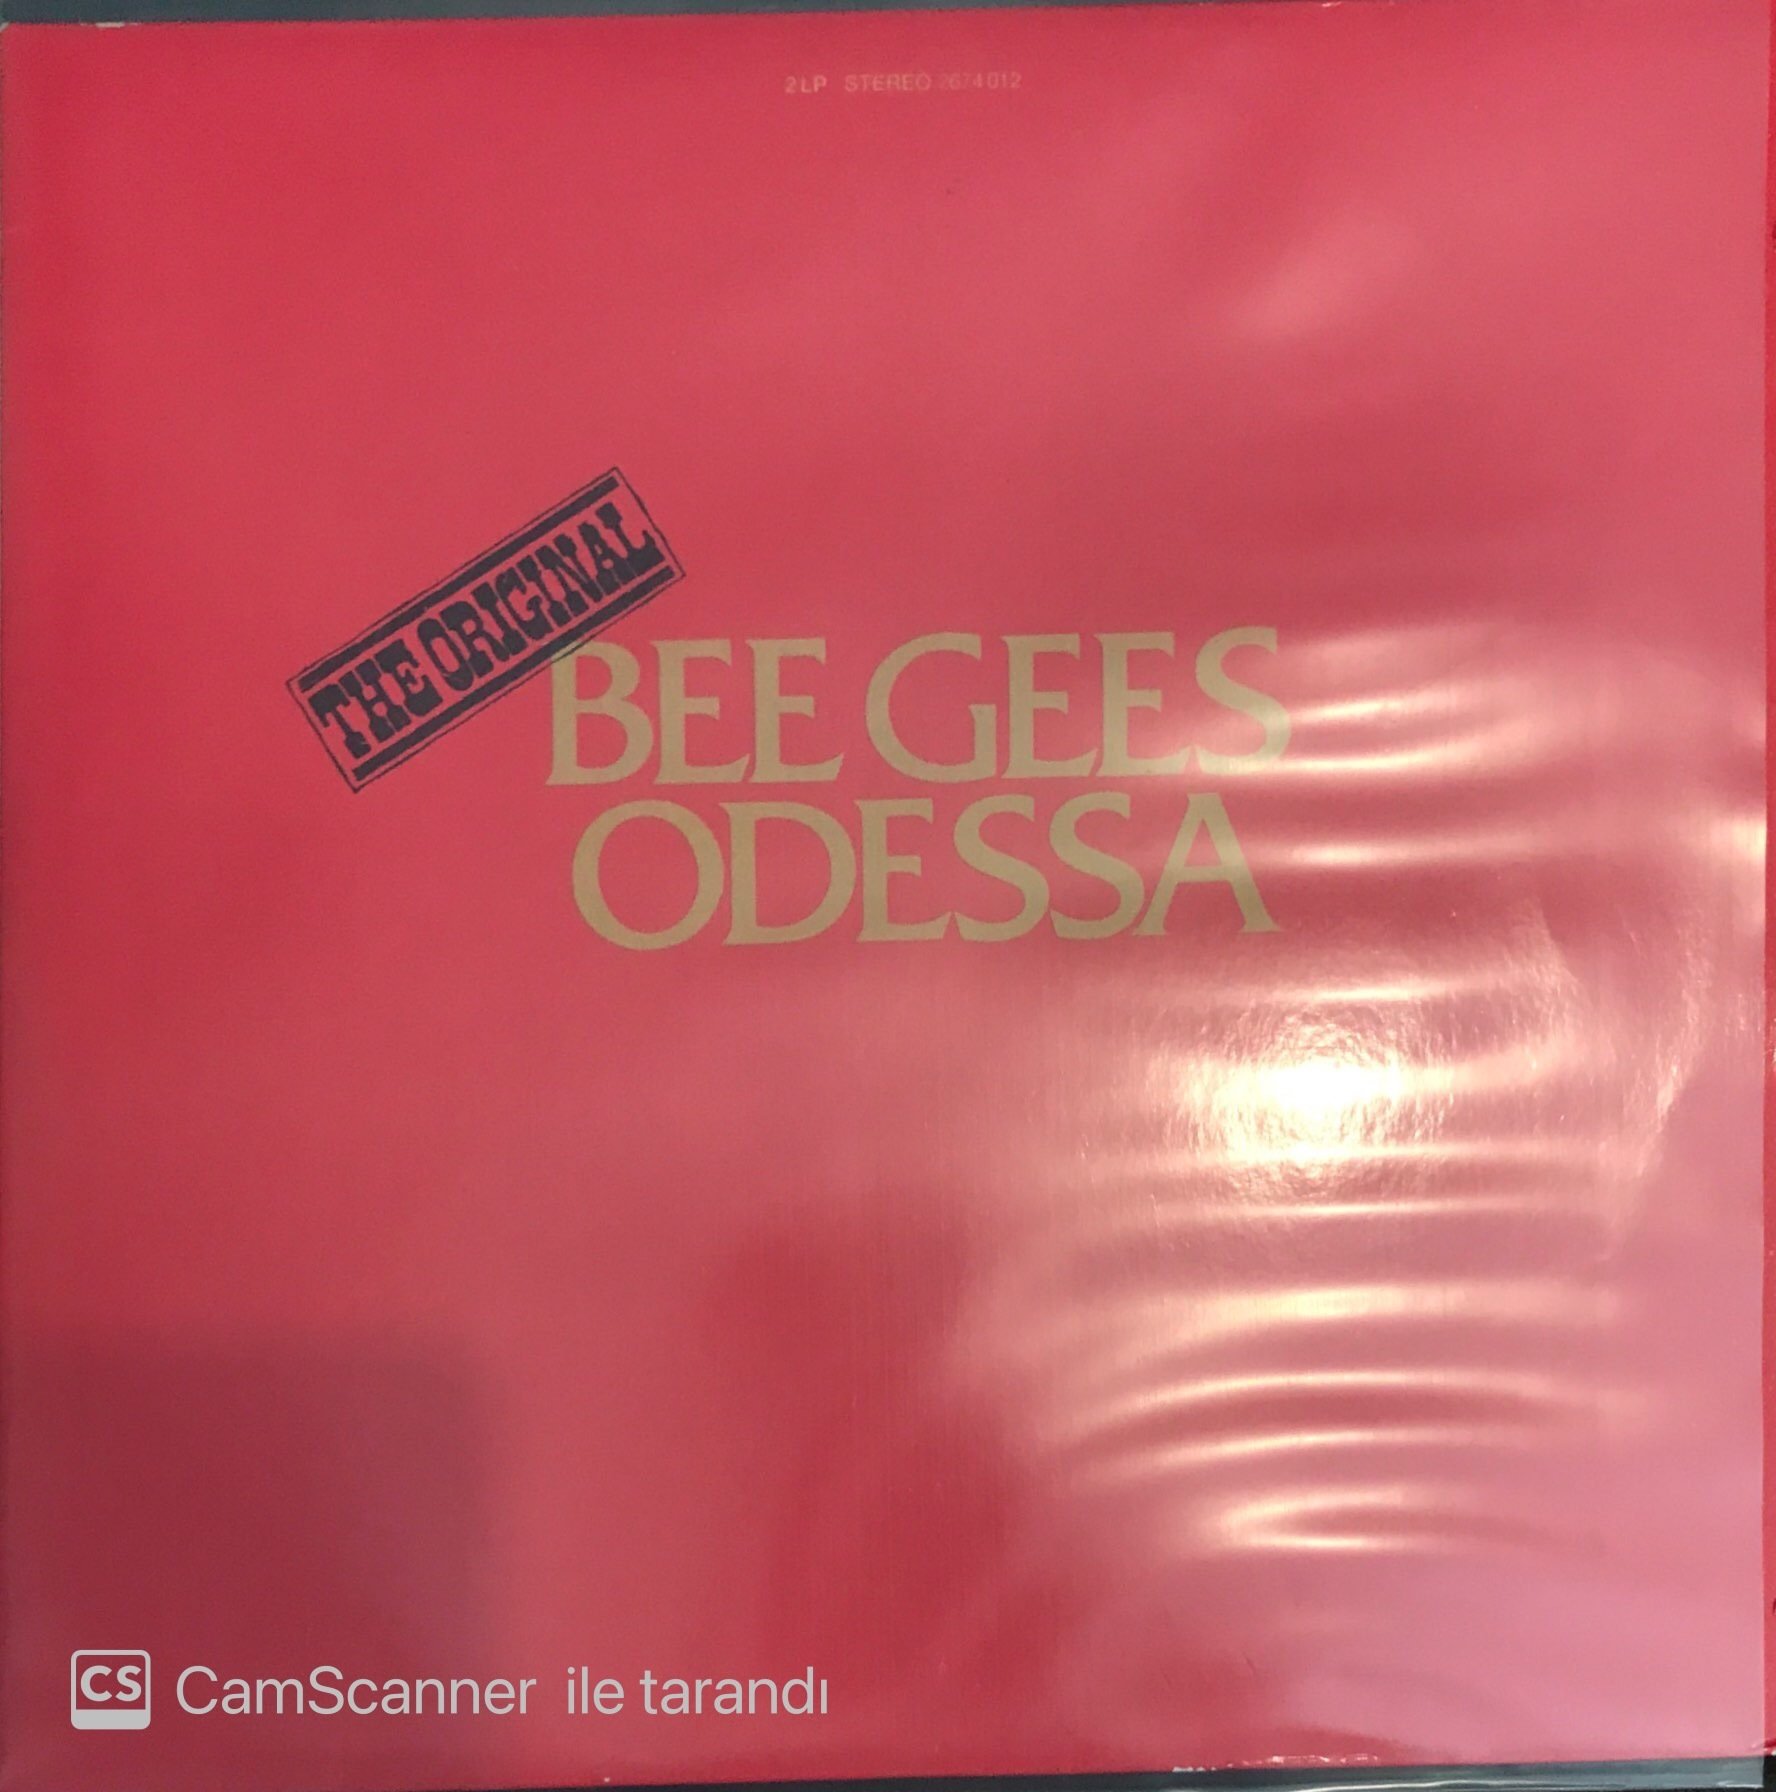 2 LP STEREO 2674 012
THE ORIGINAL
BEE GEES
ODESSA
CS CamScanner ile tarandı